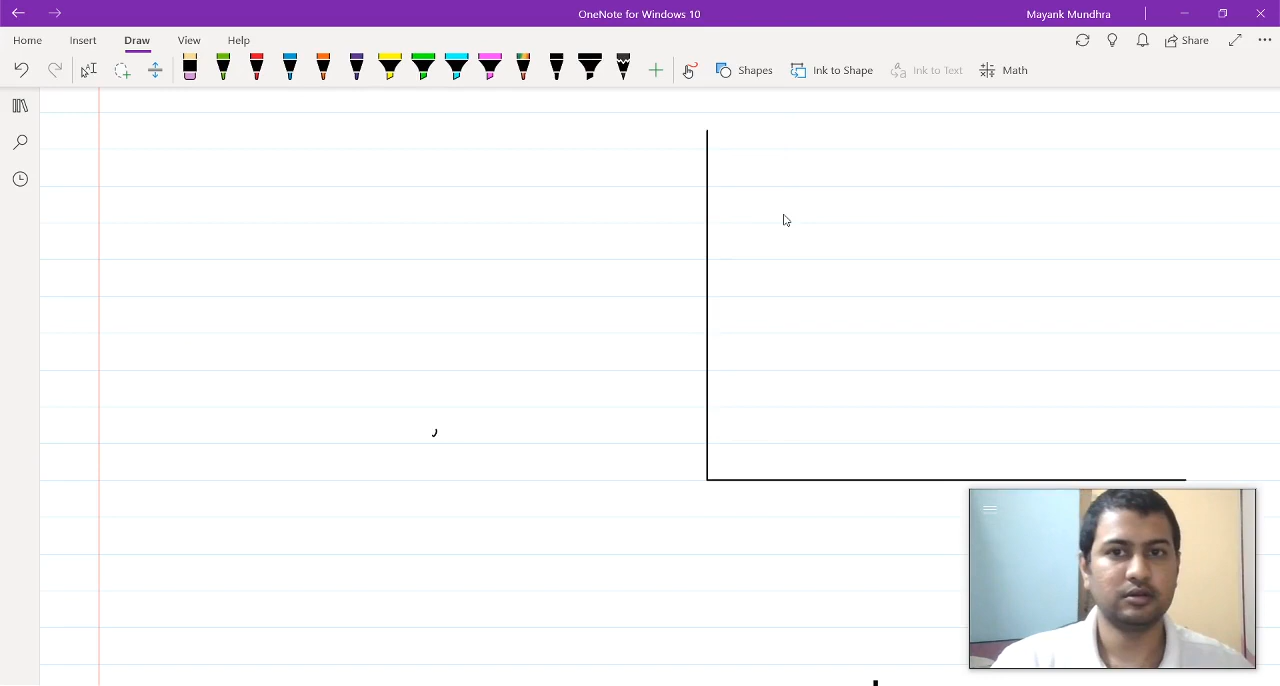 OneNote for Windows 10
Mayank Mundhra
Home Insert Draw View Help
Share
Shapes Ink to Shape Ink to Text Math